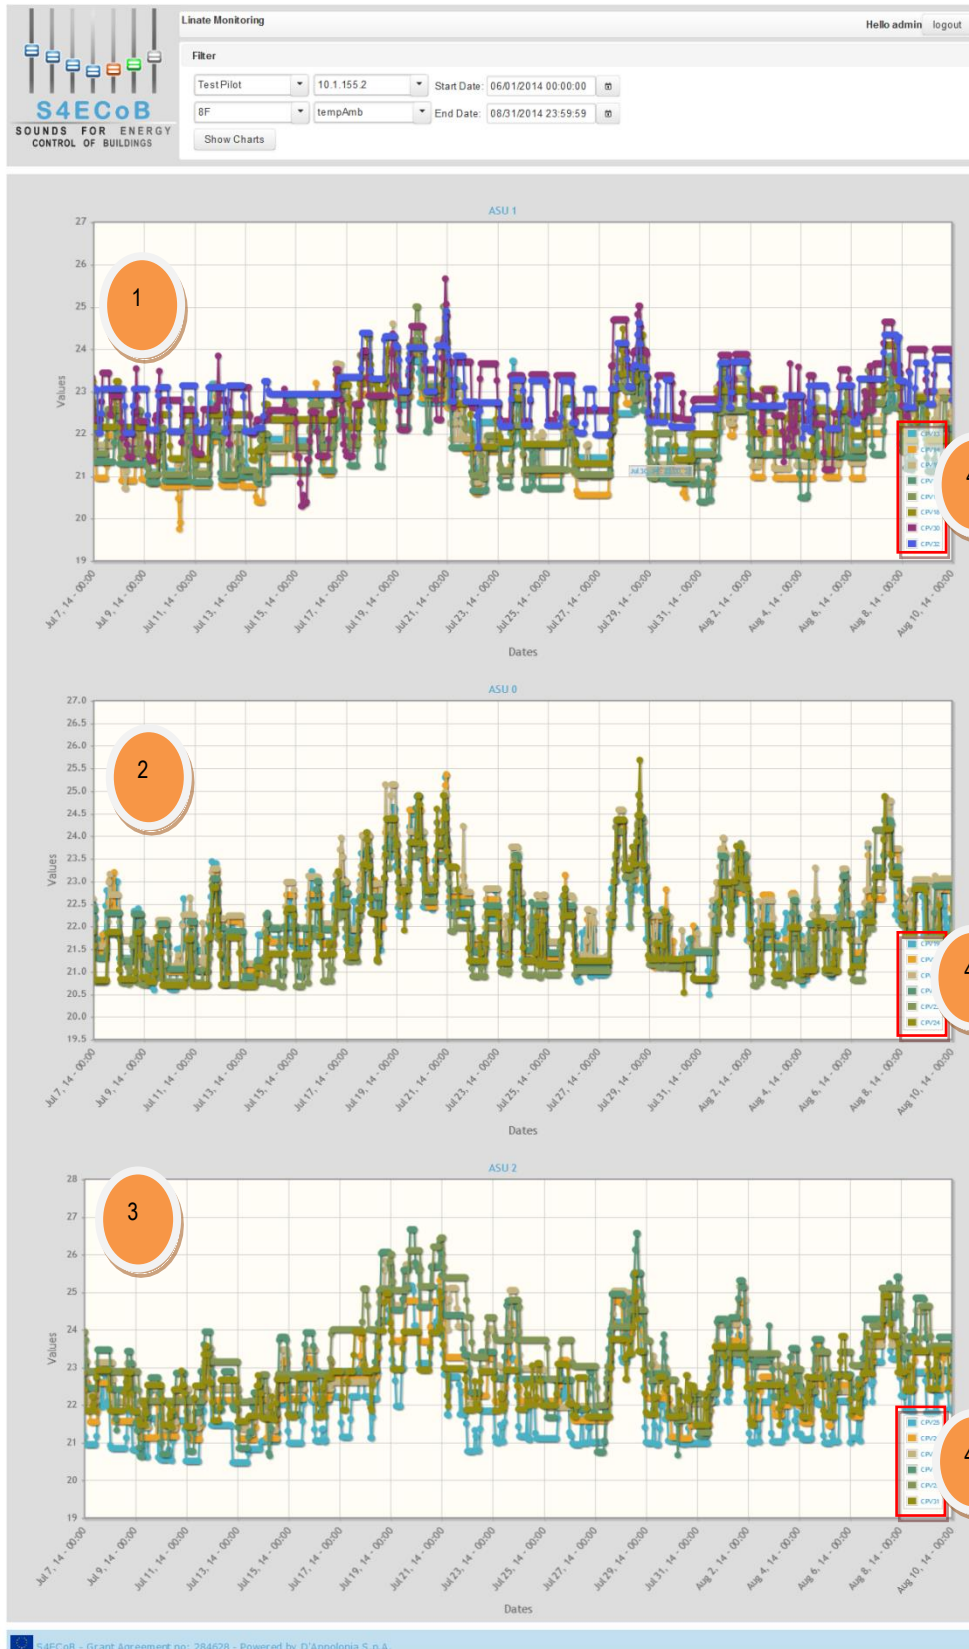 Linate Monitoring
Hello admin logout
S4ECoB
SOUNDS FOR ENERGY
CONTROL OF BUILDINGS
Filter
TestPilot 10.1.155.2 Start Date: 06/01/2014 00:00:00
8F tempAmb End Date: 08/31/2014 23:59:59
Show Charts
ASU 1
27
26
25
24
23
22
21
20
19
Values
1
CPV30
CPV32
4
Jul 7, 14 - 00:00
Jul 9, 14 - 00:00
Jul 11, 14 - 00:00
Jul 13, 14 - 00:00
Jul 15, 14 - 00:00
Jul 17, 14 - 00:00
Jul 19, 14 - 00:00
Jul 21, 14 - 00:00
Jul 23, 14 - 00:00
Jul 25, 14 - 00:00
Jul 27, 14 - 00:00
Jul 29, 14 - 00:00
Jul 31, 14 - 00:00
Aug 2, 14 - 00:00
Aug 4, 14 - 00:00
Aug 6, 14 - 00:00
Aug 8, 14 - 00:00
Aug 10, 14 - 00:00
Dates
ASU 0
27.0
26.5
26.0
25.5
25.0
24.5
24.0
23.5
23.0
22.5
22.0
21.5
21.0
20.5
20.0
19.5
Values
2
CPV24
4
Jul 7, 14 - 00:00
Jul 9, 14 - 00:00
Jul 11, 14 - 00:00
Jul 13, 14 - 00:00
Jul 15, 14 - 00:00
Jul 17, 14 - 00:00
Jul 19, 14 - 00:00
Jul 21, 14 - 00:00
Jul 23, 14 - 00:00
Jul 25, 14 - 00:00
Jul 27, 14 - 00:00
Jul 29, 14 - 00:00
Jul 31, 14 - 00:00
Aug 2, 14 - 00:00
Aug 4, 14 - 00:00
Aug 6, 14 - 00:00
Aug 8, 14 - 00:00
Aug 10, 14 - 00:00
Dates
ASU 2
28
27
26
25
24
23
22
21
20
19
Values
3
CPV31
4
Jul 7, 14 - 00:00
Jul 9, 14 - 00:00
Jul 11, 14 - 00:00
Jul 13, 14 - 00:00
Jul 15, 14 - 00:00
Jul 17, 14 - 00:00
Jul 19, 14 - 00:00
Jul 21, 14 - 00:00
Jul 23, 14 - 00:00
Jul 25, 14 - 00:00
Jul 27, 14 - 00:00
Jul 29, 14 - 00:00
Jul 31, 14 - 00:00
Aug 2, 14 - 00:00
Aug 4, 14 - 00:00
Aug 6, 14 - 00:00
Aug 8, 14 - 00:00
Aug 10, 14 - 00:00
Dates
S4ECoB - Grant Agreement no: 284628 - Powered by D'Appolonia S.p.A.